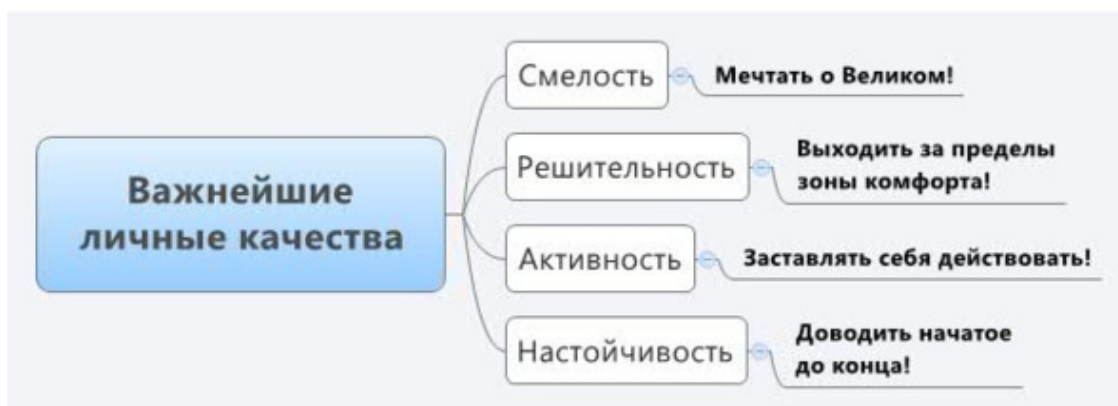 Важнейшие
личные качества
Смелость
Мечтать о Великом!
Решительность
Выходить за пределы
зоны комфорта!
Активность
Заставлять себя действовать!
Настойчивость
Доводить начатое
до конца!